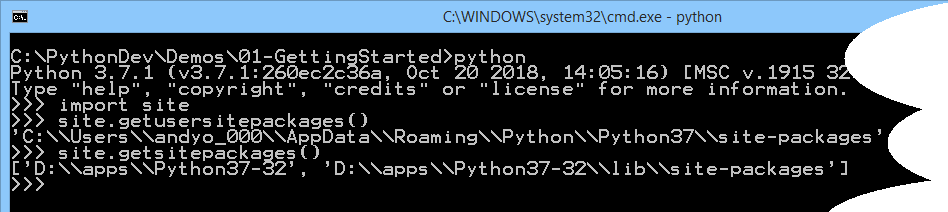 C:\WINDOWS\system32\cmd.exe - python
C:\PythonDev\Demos\01-GettingStarted>python
Python 3.7.1 (v3.7.1:260ec2c36a, Oct 20 2018, 14:05:16) [MSC v.1915 32
Type "help", "copyright", "credits" or "license" for more information.
>>> import site
>>> site.getusersitepackages()
'C:\\Users\\andyo_000\\AppData\\Roaming\\Python\\Python37\\site-packages'
>>> site.getsitepackages()
['D:\\apps\\Python37-32', 'D:\\apps\\Python37-32\\lib\\site-packages']
>>>